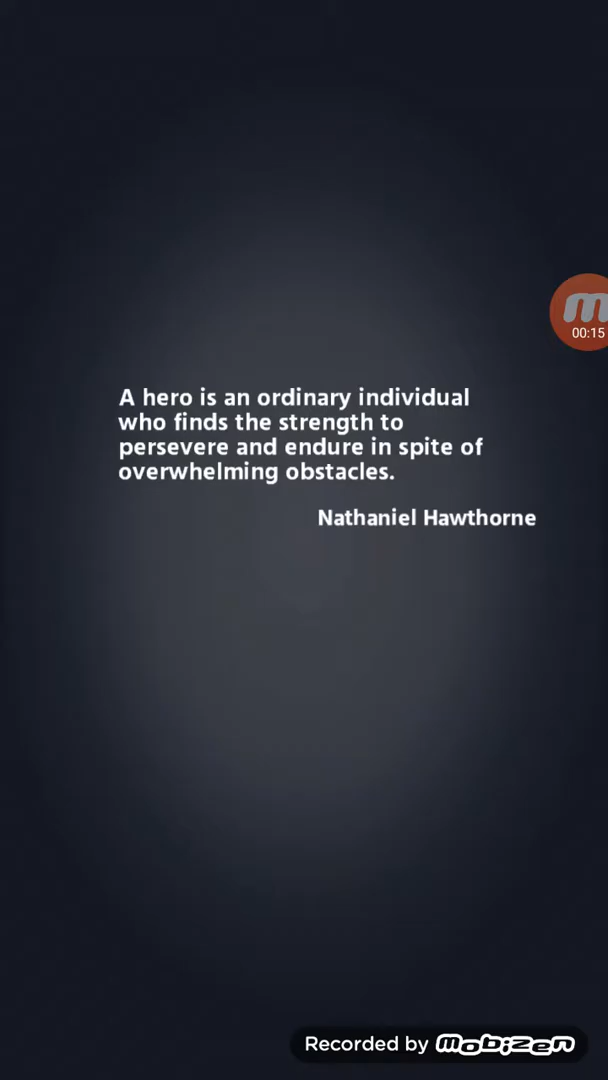 A hero is an ordinary individual
who finds the strength to
persevere and endure in spite of
overwhelming obstacles.
Nathaniel Hawthorne
m
00:15
Recorded by mobizen